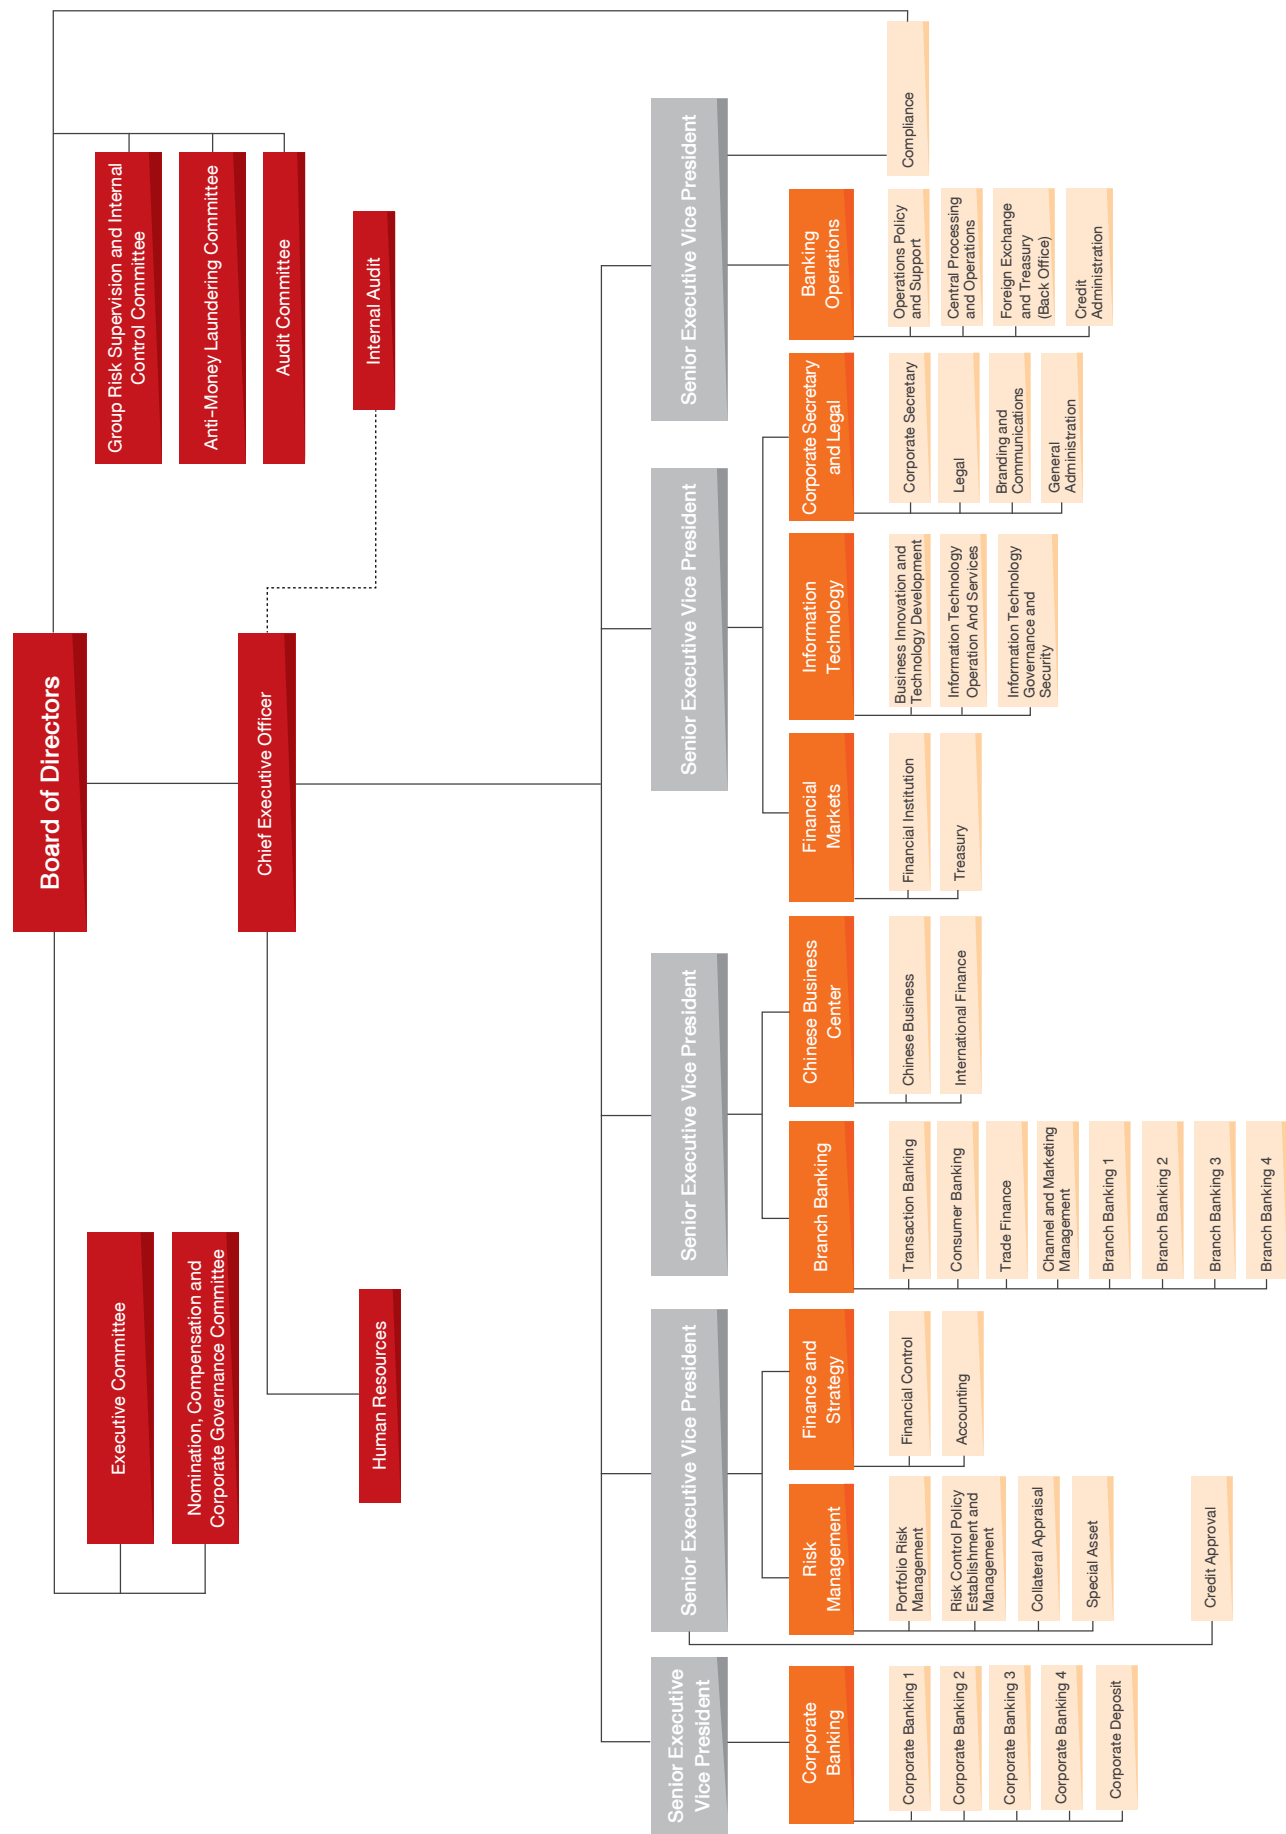 Board of Directors
Executive Committee
Nomination, Compensation and
Corporate Governance Committee
Group Risk Supervision and Internal
Control Committee
Anti-Money Laundering Committee
Audit Committee
Chief Executive Officer
Human Resources
Internal Audit
Senior Executive
Vice President
Senior Executive Vice President
Senior Executive Vice President
Senior Executive Vice President
Senior Executive Vice President
Corporate
Banking
Corporate Banking 1
Corporate Banking 2
Corporate Banking 3
Corporate Banking 4
Corporate Deposit
Risk
Management
Portfolio Risk
Management
Risk Control Policy
Establishment and
Management
Collateral Appraisal
Special Asset
Credit Approval
Finance and
Strategy
Financial Control
Accounting
Branch Banking
Transaction Banking
Consumer Banking
Trade Finance
Channel and Marketing
Management
Branch Banking 1
Branch Banking 2
Branch Banking 3
Branch Banking 4
Chinese Business
Center
Chinese Business
International Finance
Financial
Markets
Financial Institution
Treasury
Information
Technology
Business Innovation and
Technology Development
Information Technology
Operation And Services
Information Technology
Governance and
Security
Corporate Secretary
and Legal
Corporate Secretary
Legal
Branding and
Communications
General
Administration
Banking
Operations
Operations Policy
and Support
Central Processing
and Operations
Foreign Exchange
and Treasury
(Back Office)
Credit
Administration
Compliance